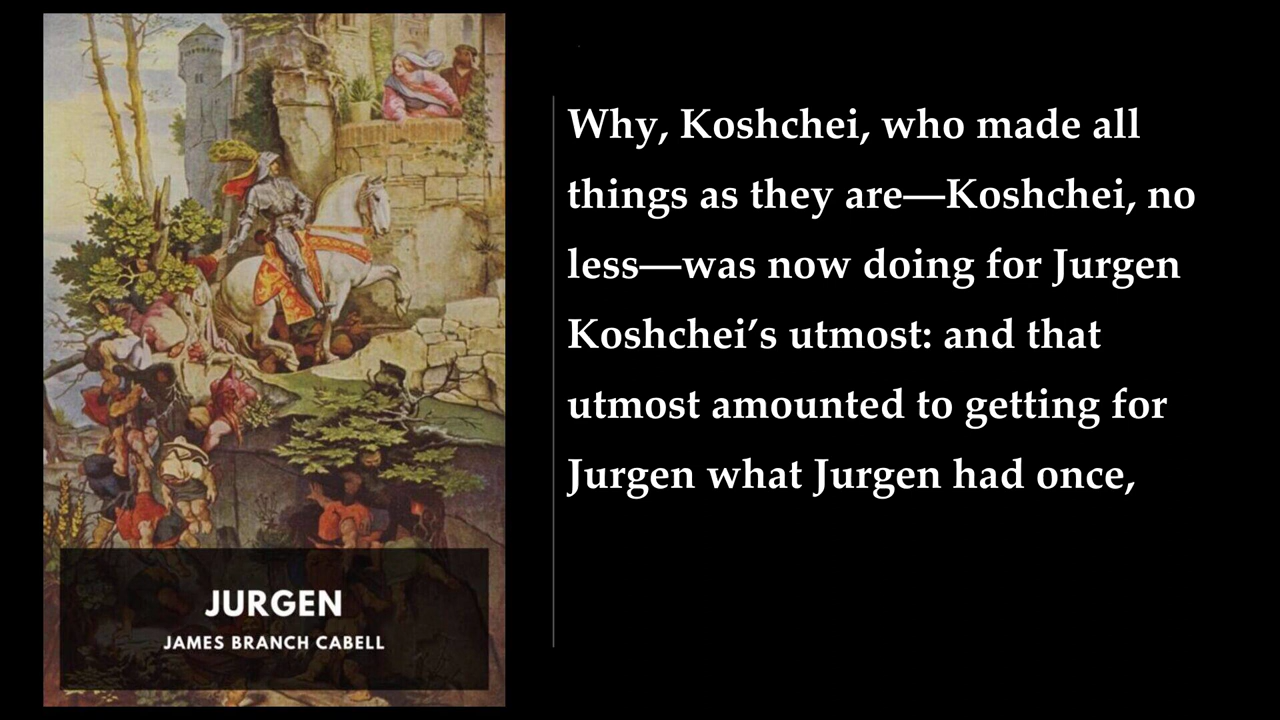 Why, Koshchei, who made all
things as they are—Koshchei, no
less—was now doing for Jurgen
Koshchei’s utmost: and that
utmost amounted to getting for
Jurgen what Jurgen had once,
JURGEN
JAMES BRANCH CABELL